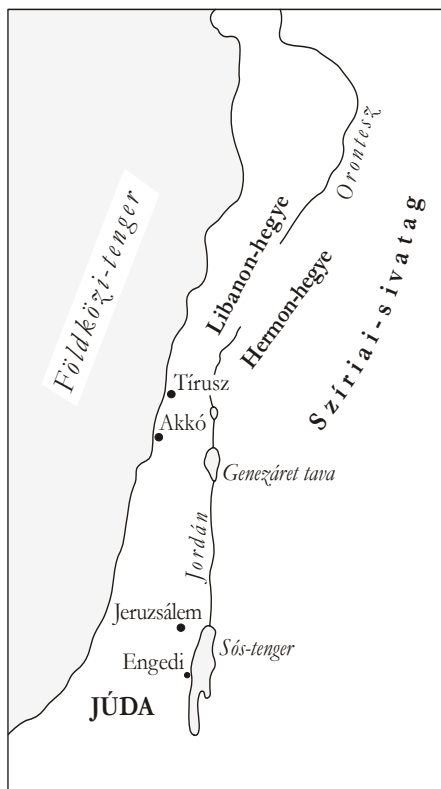 Orontesz
Földközi-tenger
Libanon-hegye
Hermon-hegye
Szíriai-sivatag
Tírusz
Akkó
Genezáret tava
Jordán
Jeruzsálem
Sós-tenger
Engedi
JÚDA